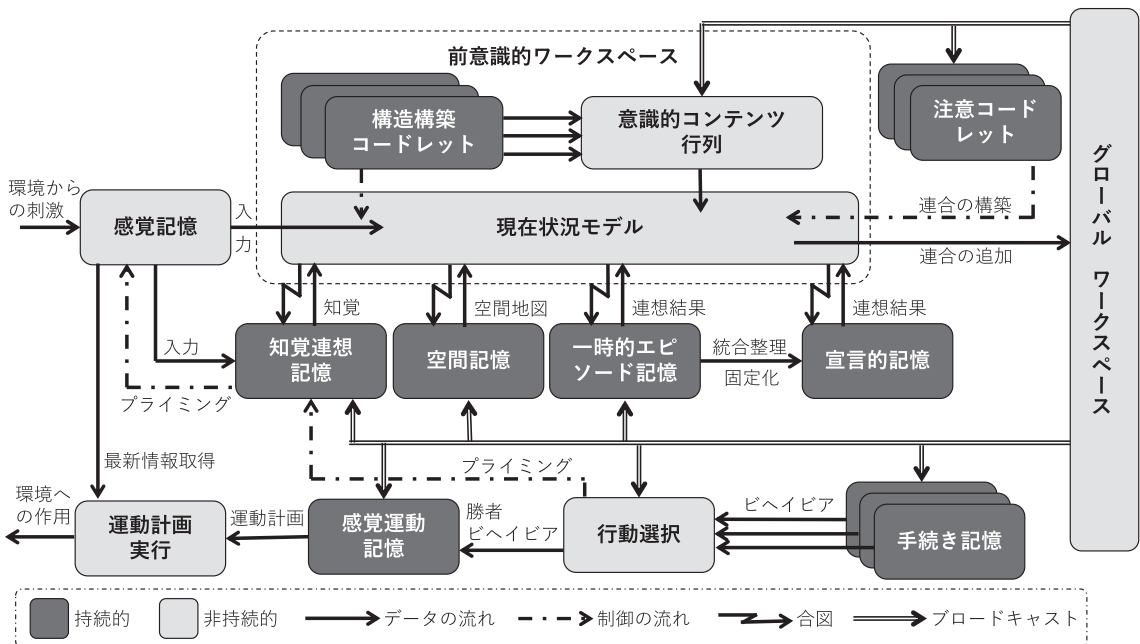 前意識的ワークスペース
構造構築
コードレット
意識的コンテンツ
行列
注意コード
レット
グローバル ワークスペース
環境から
の刺激
感覚記憶
入
力
現在状況モデル
連合の構築
連合の追加
知覚
空間地図
連想結果
連想結果
入力
知覚連想
記憶
空間記憶
一時的エピ
ソード記憶
統合整理
固定化
宣言的記憶
プライミング
最新情報取得
プライミング
環境へ
の作用
運動計画
実行
運動計画
感覚運動
記憶
勝者
ビヘイビア
行動選択
ビヘイビア
手続き記憶
持続的
非持続的
データの流れ
制御の流れ
合図
ブロードキャスト